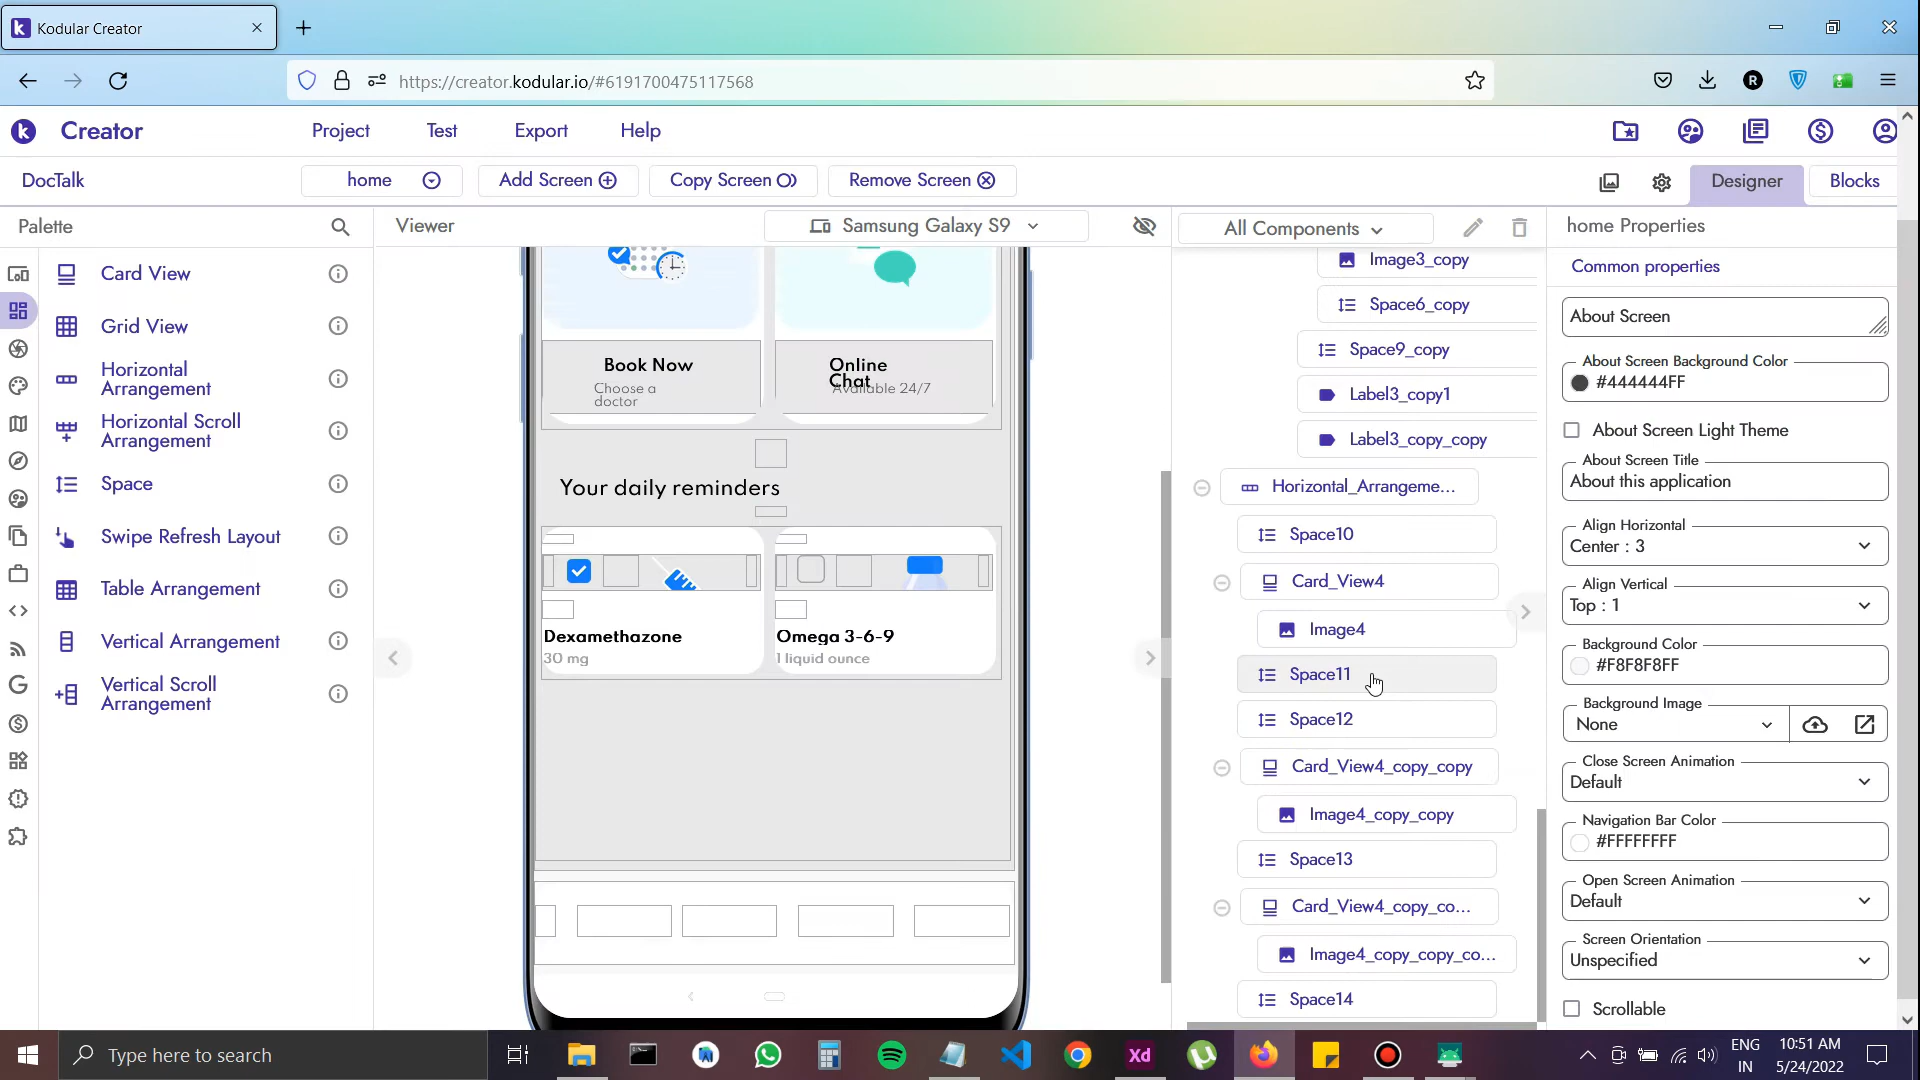 Kodular Creator
https://creator.kodular.io/#6191700475117568
Creator
Project
Test
Export
Help
DocTalk
home
Add Screen
Copy Screen
Remove Screen
Designer
Blocks
Palette
Viewer
Samsung Galaxy S9
All Components
home Properties
Card View
Grid View
Horizontal
Arrangement
Horizontal Scroll
Arrangement
Space
Swipe Refresh Layout
Table Arrangement
Vertical Arrangement
Vertical Scroll
Arrangement
Book Now
Choose a
doctor
Online
Chat
Available 24/7
Your daily reminders
Dexamethazone
30 mg
Omega 3-6-9
1 liquid ounce
Image3_copy
Space6_copy
Space9_copy
Label3_copy1
Label3_copy_copy
Horizontal_Arrangeme...
Space10
Card_View4
Image4
Space11
Space12
Card_View4_copy_copy
Image4_copy_copy
Space13
Card_View4_copy_co...
Image4_copy_copy_co...
Space14
Common properties
About Screen
About Screen Background Color
#444444FF
About Screen Light Theme
About Screen Title
About this application
Align Horizontal
Center : 3
Align Vertical
Top : 1
Background Color
#F8F8F8FF
Background Image
None
Close Screen Animation
Default
Navigation Bar Color
#FFFFFFFF
Open Screen Animation
Default
Screen Orientation
Unspecified
Scrollable
Type here to search
Xd
ENG
IN
10:51 AM
5/24/2022